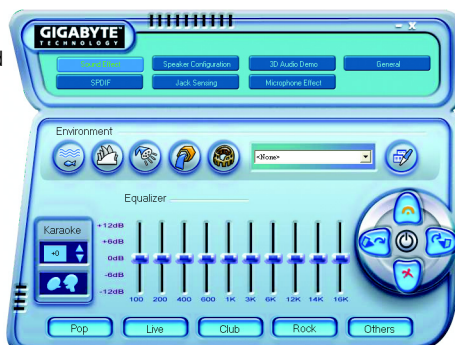 GIGABYTE
TECHNOLOGY
Sound Effect
Speaker Configuration
3D Audio Demo
General
SPDIF
Jack Sensing
Microphone Effect
Environment
<None>
Equalizer
Karaoke
+0
+12dB
+6dB
0dB
-6dB
-12dB
100 200 400 600 1K 3K 6K 12K 14K 16K
Pop Live Club Rock Others